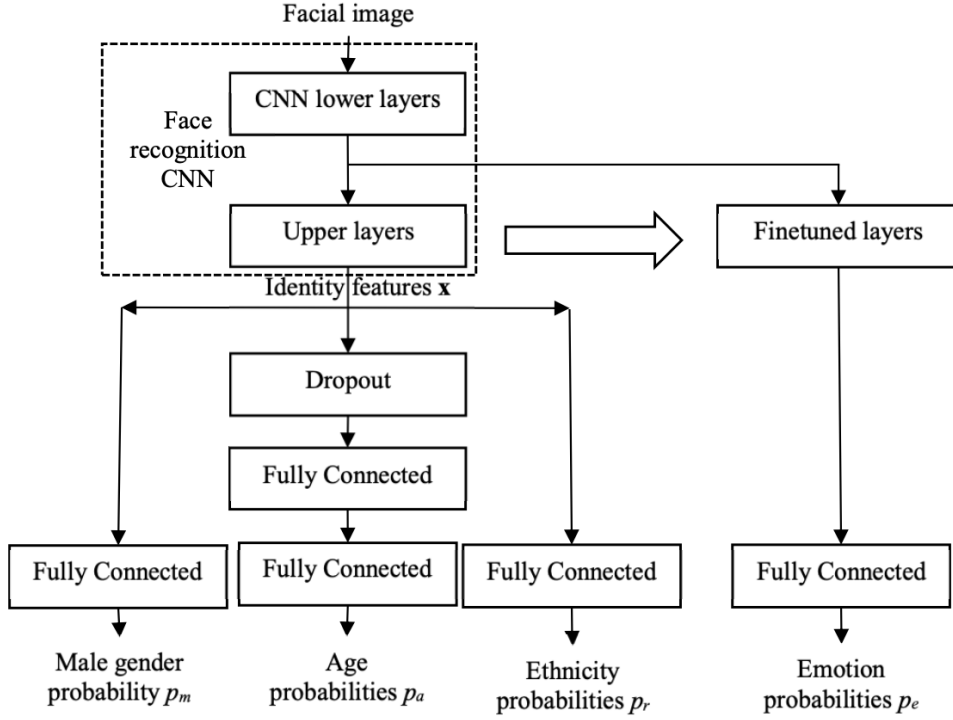 Facial image
CNN lower layers
Face
recognition
CNN
Upper layers
Finetuned layers
Identity features x
Dropout
Fully Connected
Fully Connected
Fully Connected
Fully Connected
Fully Connected
Male gender
probability pm
Age
probabilities pa
Ethnicity
probabilities pr
Emotion
probabilities pe